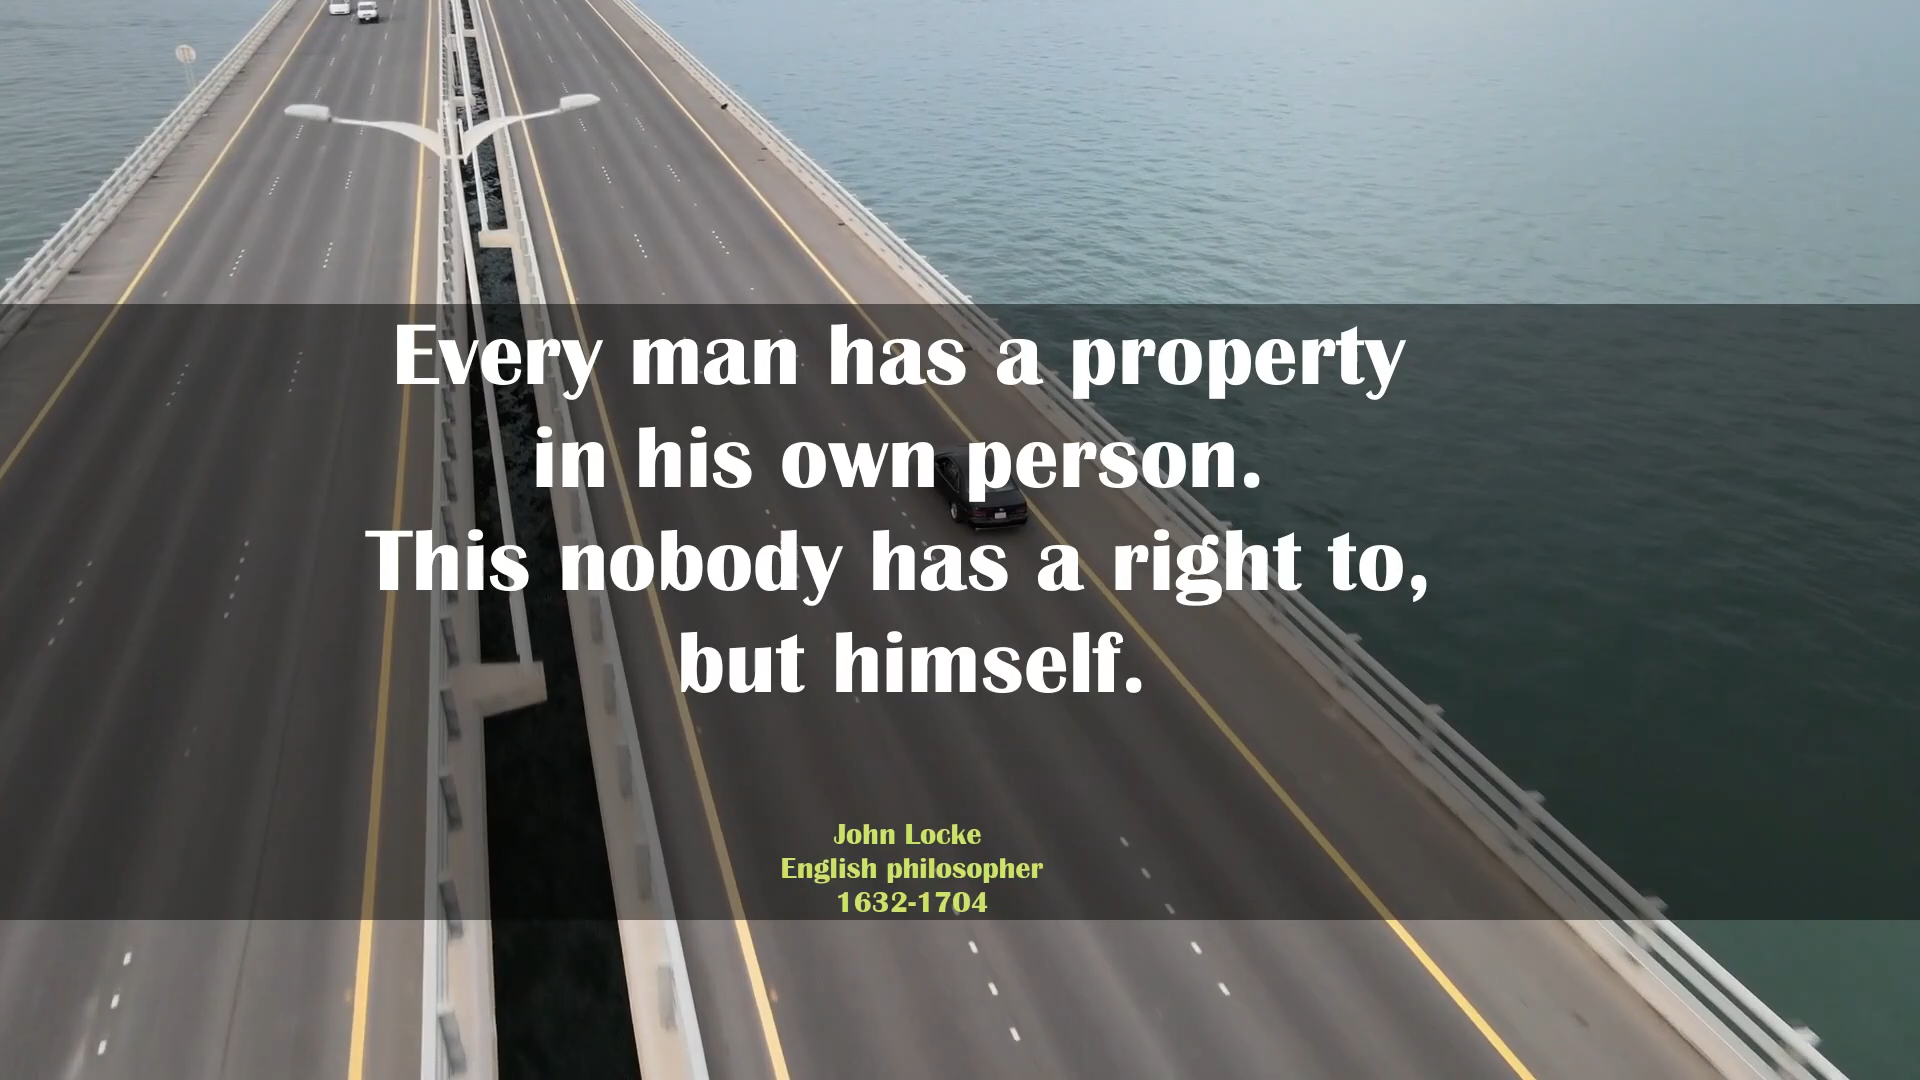 Every man has a property
in his own person.
This nobody has a right to,
but himself.
John Locke
English philosopher
1632-1704